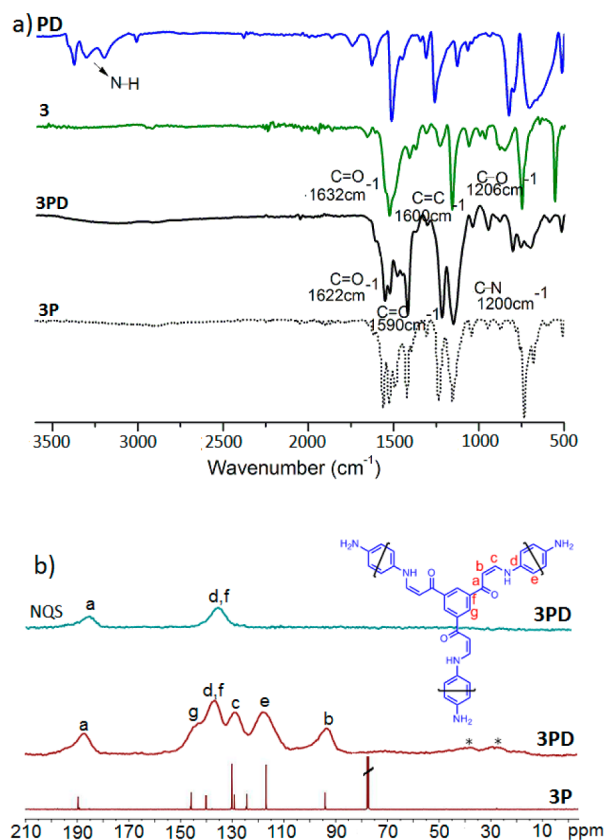 a)
PD
N-H
3
C=O
1632cm-1
C=C
1600cm-1
C-O
1206cm-1
3PD
C=O
1622cm-1
C=C
1590cm-1
C-N
1200cm-1
3P
3500 3000 2500 2000 1500 1000 500
Wavenumber (cm-1)
b)
H2N
NH2
NH
c
b
O
a
d
N
H
e
f
g
O
O
O
HN
NH2
NQS
a
d,f
3PD
a
g
d,f
c
e
b
*
*
3PD
3P
210 190 170 150 130 110 90 70 50 30 10 ppm